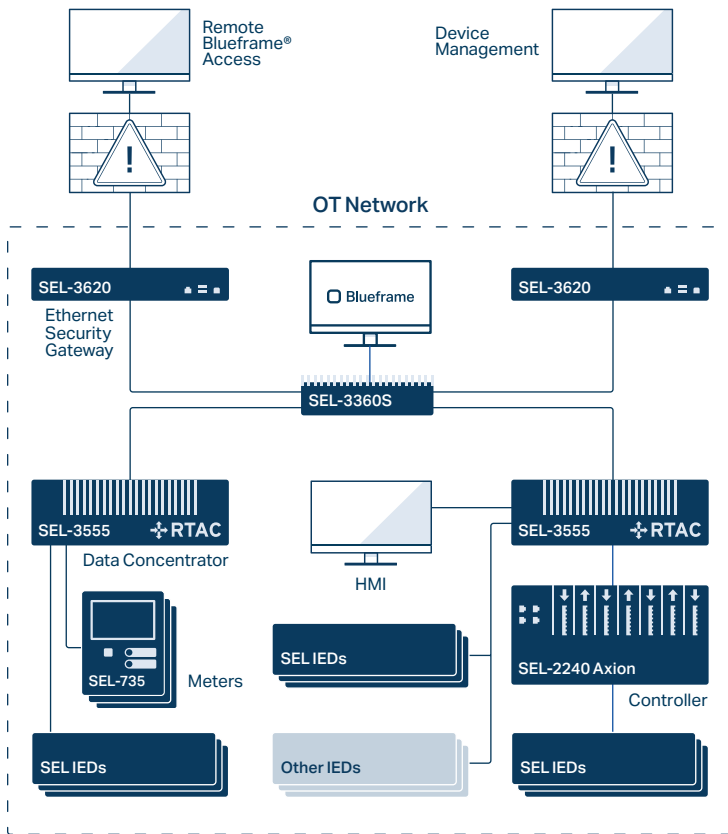 Remote
Blueframe®
Access
Device
Management
!
!
OT Network
SEL-3620
Blueframe
SEL-3620
Ethernet
Security
Gateway
SEL-3360S
SEL-3555
RTAC
SEL-3555
RTAC
Data Concentrator
HMI
SEL-735
Meters
SEL IEDs
SEL-2240 Axion
Controller
SEL IEDs
Other IEDs
SEL IEDs